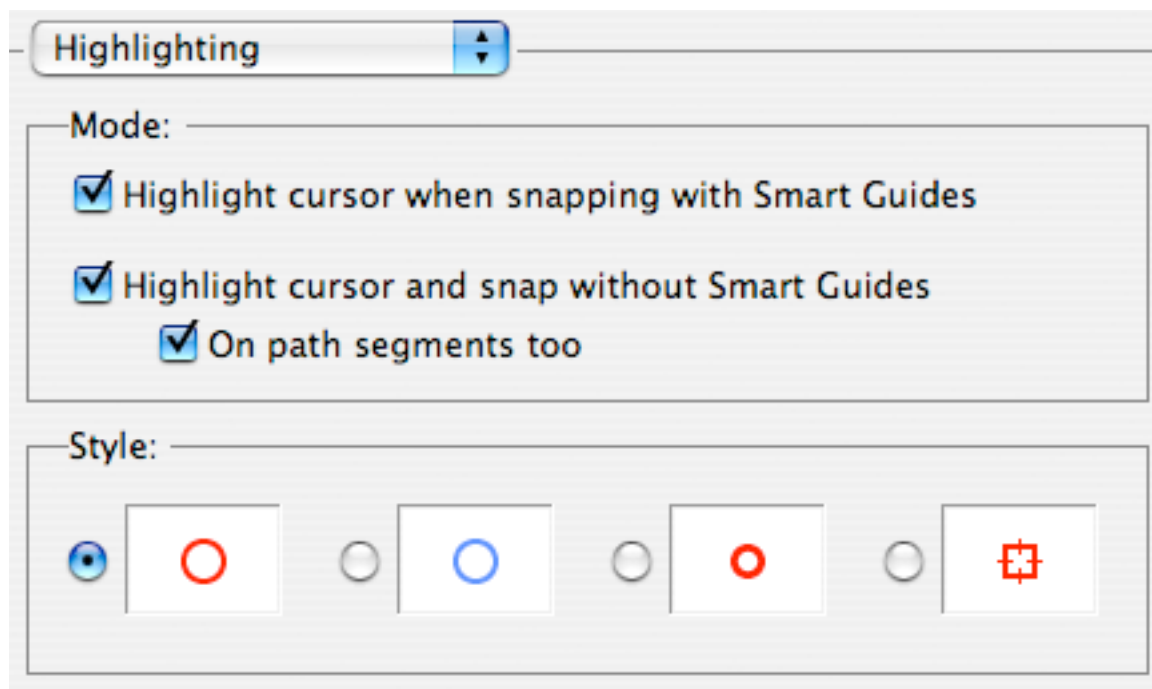 Highlighting
Mode:
Highlight cursor when snapping with Smart Guides
Highlight cursor and snap without Smart Guides
On path segments too
Style: